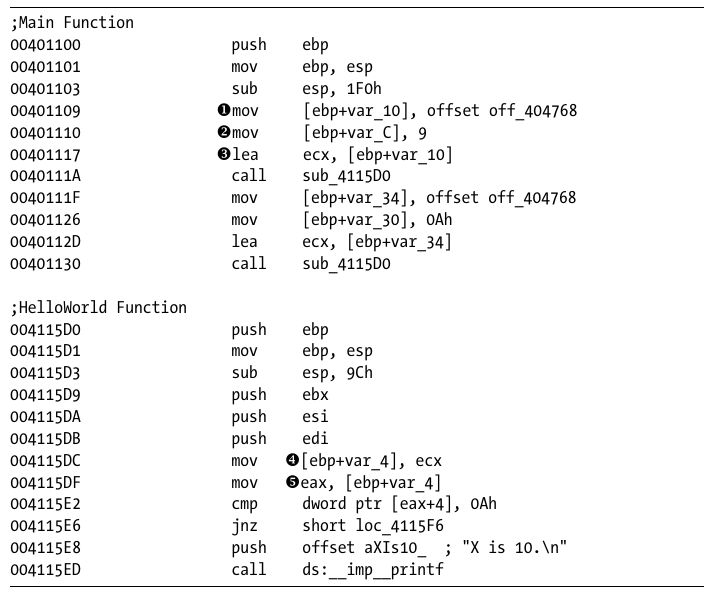 ;Main Function
00401100 push ebp
00401101 mov ebp, esp
00401103 sub esp, 1F0h
00401109 ❶mov [ebp+var_10], offset off_404768
00401110 ❷mov [ebp+var_C], 9
00401117 ❸lea ecx, [ebp+var_10]
0040111A call sub_4115D0
0040111F mov [ebp+var_34], offset off_404768
00401126 mov [ebp+var_30], 0Ah
0040112D lea ecx, [ebp+var_34]
00401130 call sub_4115D0
;HelloWorld Function
004115D0 push ebp
004115D1 mov ebp, esp
004115D3 sub esp, 9Ch
004115D9 push ebx
004115DA push esi
004115DB push edi
004115DC mov ❹[ebp+var_4], ecx
004115DF mov ❺eax, [ebp+var_4]
004115E2 cmp dword ptr [eax+4], 0Ah
004115E6 jnz short loc_4115F6
004115E8 push offset aXIs10_ ; "X is 10.\n"
004115ED call ds:__imp__printf